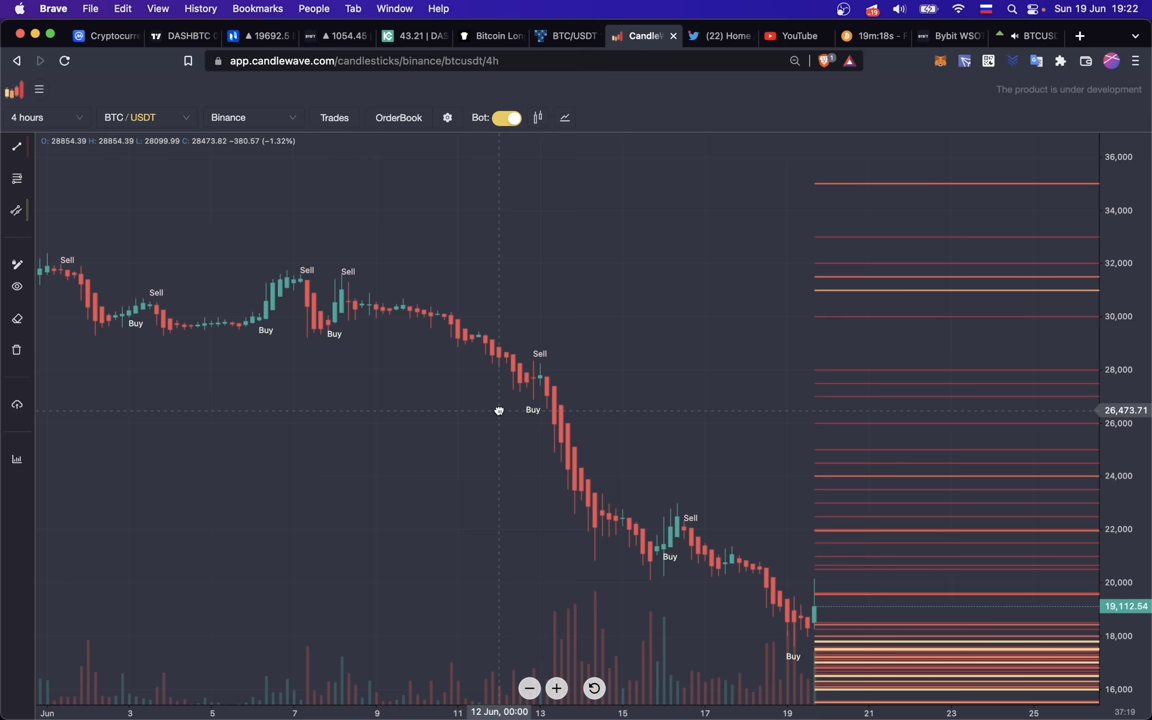 Brave File Edit View History Bookmarks People Tab Window Help Sun 19 Jun 19:22
Cryptocurre DASHBTC ▲ 19692.5 ▲ 1054.45 43.21 | DAS Bitcoin Lon BTC/USDT CandleW (22) Home YouTube 19m:18s - F Bybit WSO BTCUSD
app.candlewave.com/candlesticks/binance/btcusdt/4h
The product is under development
4 hours BTC / USDT Binance Trades OrderBook Bot:
O: 28854.39 H: 28854.39 L: 28099.99 C: 28473.82 −380.57 (−1.32%)
36,000
34,000
Sell
32,000
Sell Sell
Sell
30,000
Buy Buy Buy
Sell
28,000
Buy
26,473.71
26,000
24,000
Sell
22,000
Buy
20,000
19,112.54
18,000
Buy
16,000
Jun 3 5 7 9 11 12 Jun, 00:00 13 15 17 19 21 23 25 37:19